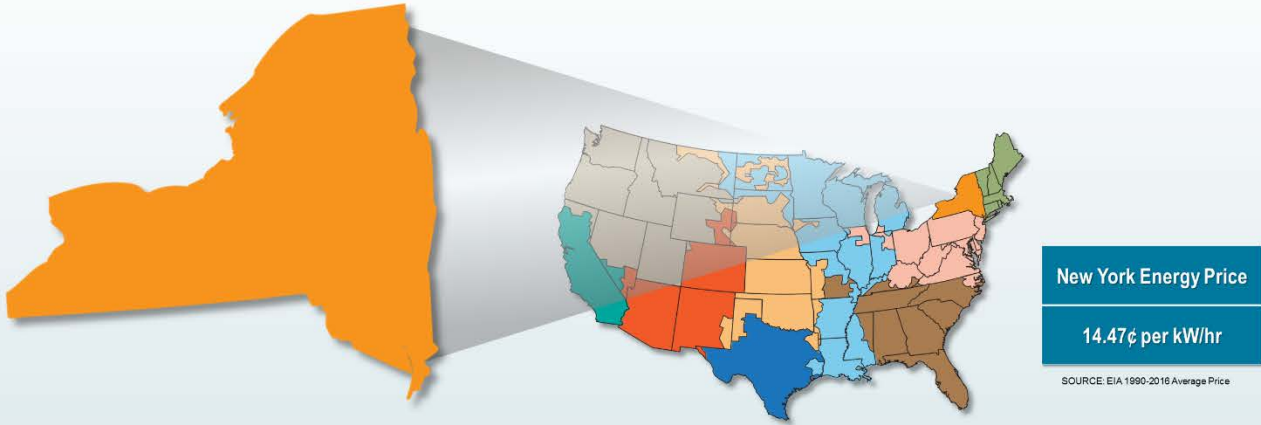 New York Energy Price
14.47¢ per kW/hr
SOURCE: EIA 1990-2016 Average Price